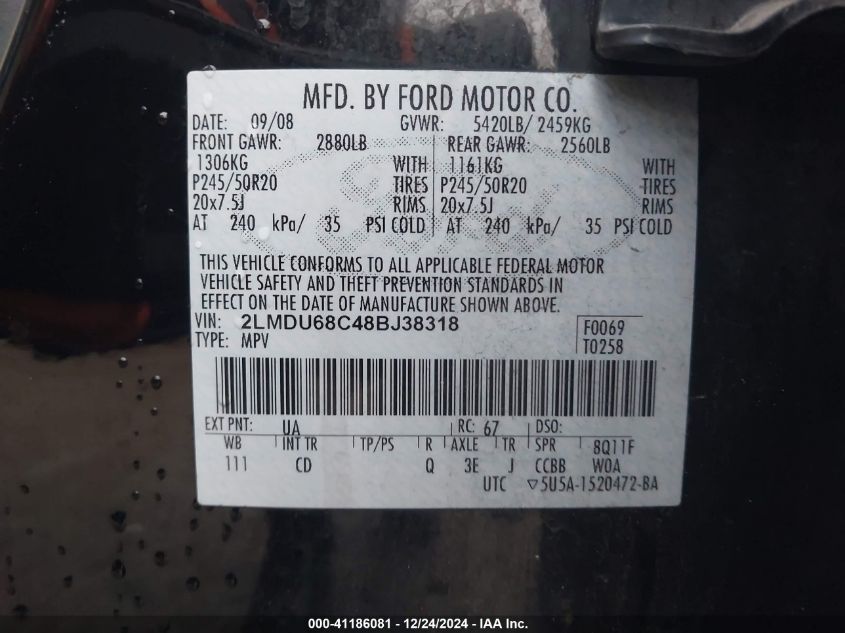 MFD. BY FORD MOTOR CO.
DATE: 09/08 GVWR: 5420LB/ 2459KG
FRONT GAWR: 2880LB REAR GAWR: 2560LB
1306KG WITH 1161KG WITH
P245/50R20 TIRES P245/50R20 TIRES
20x7.5J RIMS 20x7.5J RIMS
AT 240 kPa/ 35 PSI COLD AT 240 kPa/ 35 PSI COLD
THIS VEHICLE CONFORMS TO ALL APPLICABLE FEDERAL MOTOR
VEHICLE SAFETY AND THEFT PREVENTION STANDARDS IN
EFFECT ON THE DATE OF MANUFACTURE SHOWN ABOVE.
VIN: 2LMDU68C48BJ38318 F0069
TYPE: MPV T0258
EXT PNT: UA RC: 67 DSO:
WB INT TR TP/PS R AXLE TR SPR 8Q11F
111 CD Q 3E J CCBB W0A
UTC ▽5U5A-1520472-BA
000-41186081 - 12/24/2024 - IAA Inc.